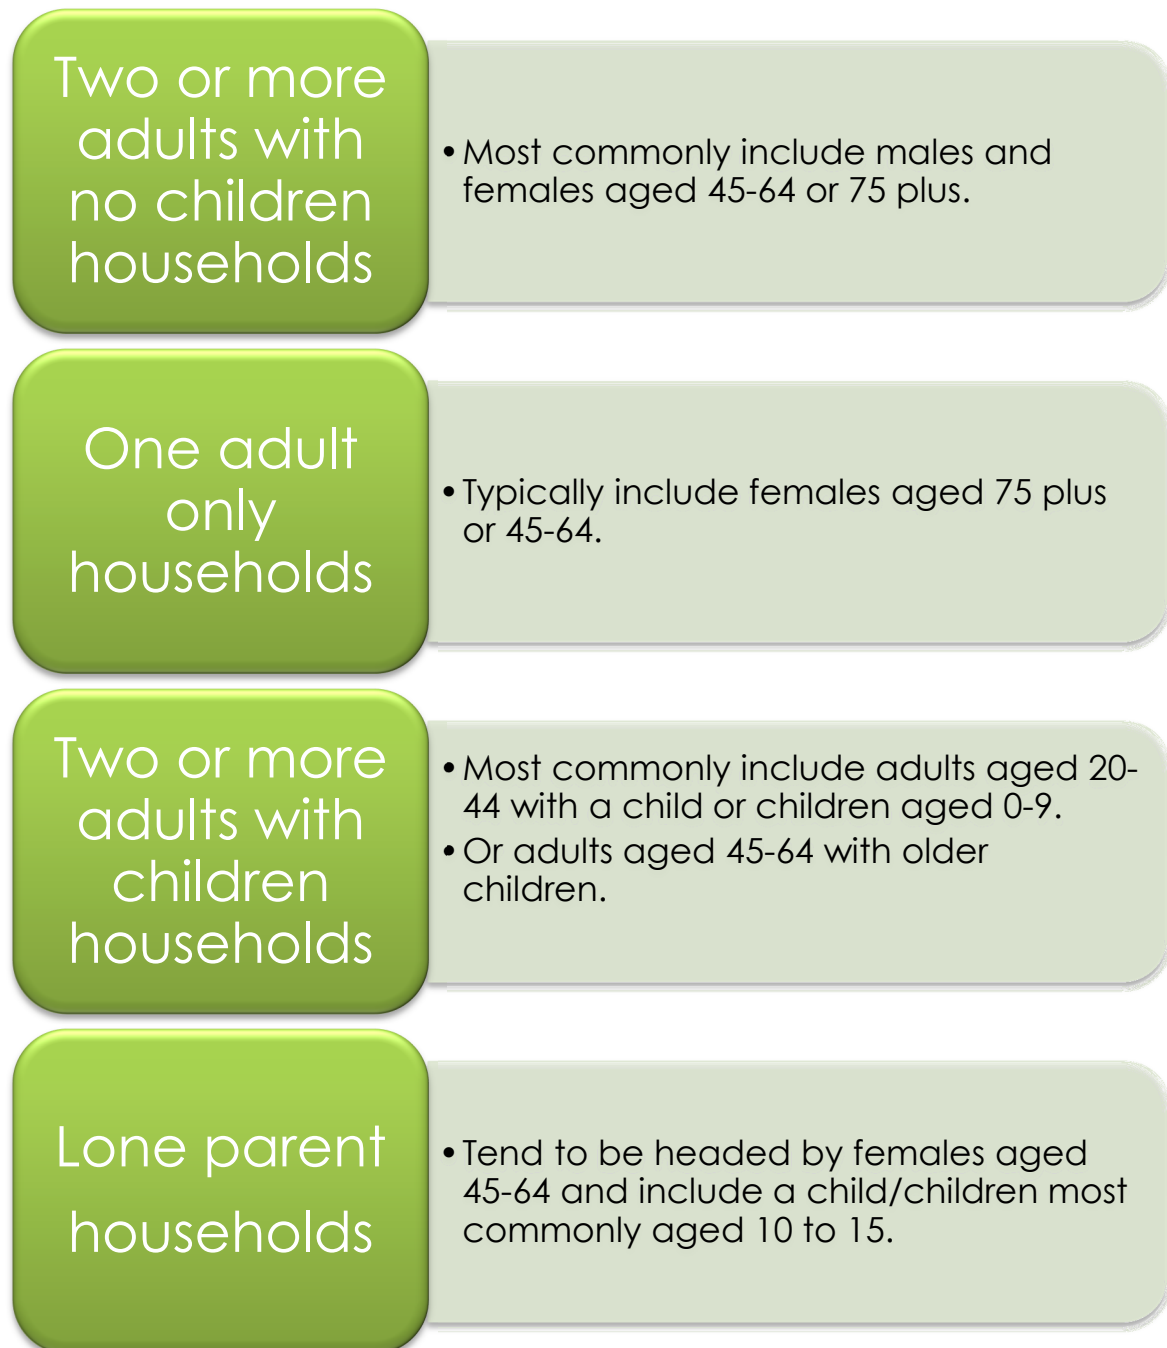 Two or more
adults with
no children
households
• Most commonly include males and
females aged 45-64 or 75 plus.
One adult
only
households
• Typically include females aged 75 plus
or 45-64.
Two or more
adults with
children
households
• Most commonly include adults aged 20-
44 with a child or children aged 0-9.
• Or adults aged 45-64 with older
children.
Lone parent
households
• Tend to be headed by females aged
45-64 and include a child/children most
commonly aged 10 to 15.